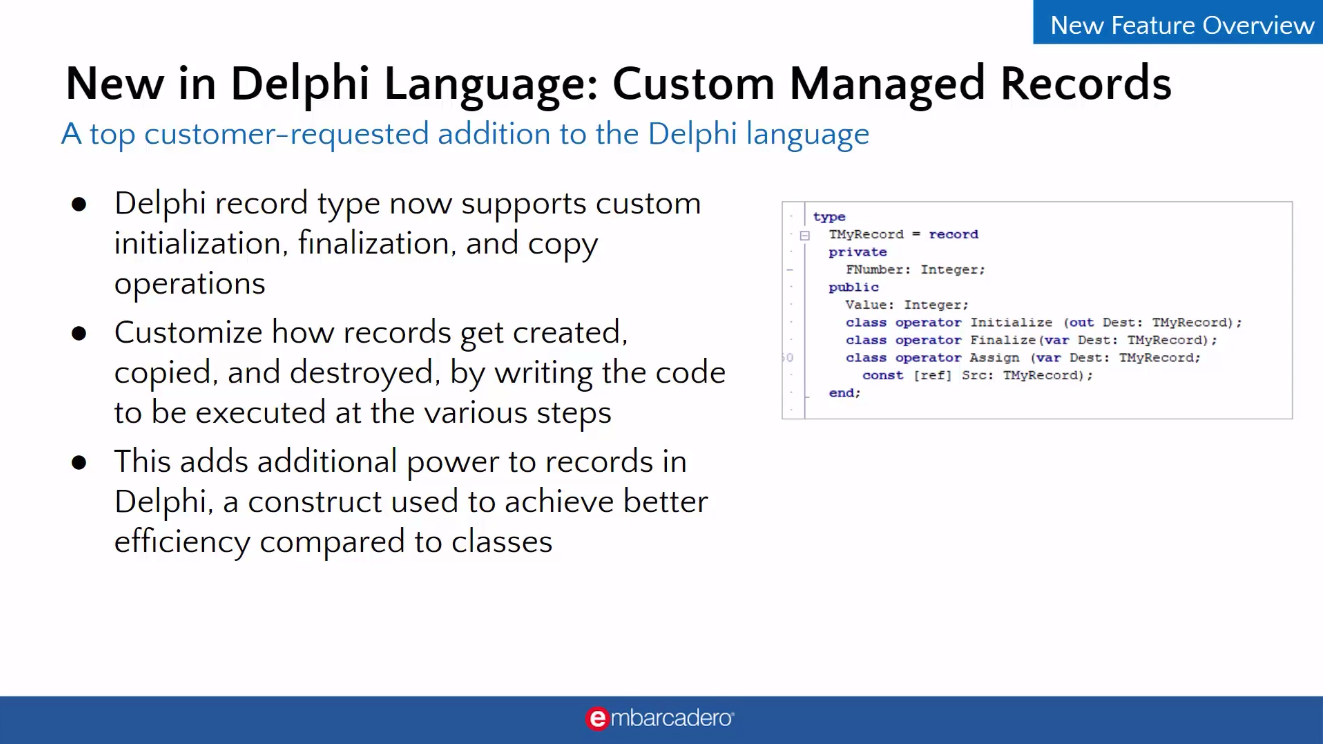 New Feature Overview
New in Delphi Language: Custom Managed Records
A top customer-requested addition to the Delphi language
● Delphi record type now supports custom
initialization, finalization, and copy
operations
● Customize how records get created,
copied, and destroyed, by writing the code
to be executed at the various steps
● This adds additional power to records in
Delphi, a construct used to achieve better
efficiency compared to classes
type
TMyRecord = record
private
FNumber: Integer;
public
Value: Integer;
class operator Initialize (out Dest: TMyRecord);
class operator Finalize(var Dest: TMyRecord);
class operator Assign (var Dest: TMyRecord;
const [ref] Src: TMyRecord);
end;
embarcadero